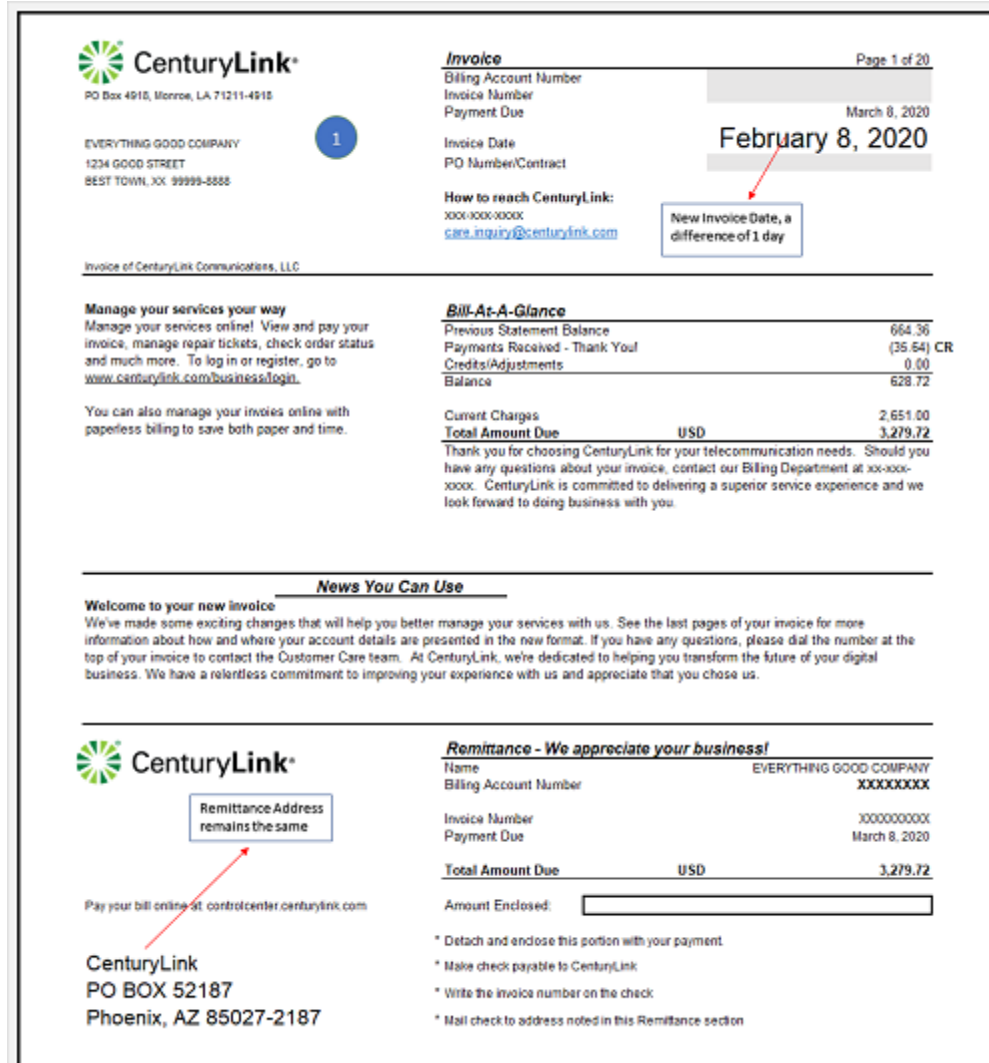 CenturyLink®
PO Box 4918, Monroe, LA 71211-4918
EVERYTHING GOOD COMPANY
1234 GOOD STREET
BEST TOWN, XX 99999-8888
1
Invoice of CenturyLink Communications, LLC
Invoice Page 1 of 20
Billing Account Number
Invoice Number
Payment Due March 8, 2020
Invoice Date February 8, 2020
PO Number/Contract
How to reach CenturyLink:
xxx-xxx-xxxx
care.inquiry@centurylink.com
New Invoice Date, a
difference of 1 day
Manage your services your way
Manage your services online! View and pay your
invoice, manage repair tickets, check order status
and much more. To log in or register, go to
www.centurylink.com/business/login.
You can also manage your invoies online with
paperless billing to save both paper and time.
Bill-At-A-Glance
Previous Statement Balance 664.36
Payments Received - Thank You! (35.64) CR
Credits/Adjustments 0.00
Balance 628.72
Current Charges 2,651.00
Total Amount Due USD 3,279.72
Thank you for choosing CenturyLink for your telecommunication needs. Should you
have any questions about your invoice, contact our Billing Department at xx-xxx-
xxxx. CenturyLink is committed to delivering a superior service experience and we
look forward to doing business with you.
News You Can Use
Welcome to your new invoice
We've made some exciting changes that will help you better manage your services with us. See the last pages of your invoice for more
information about how and where your account details are presented in the new format. If you have any questions, please dial the number at the
top of your invoice to contact the Customer Care team. At CenturyLink, we're dedicated to helping you transform the future of your digital
business. We have a relentless commitment to improving your experience with us and appreciate that you chose us.
CenturyLink®
Remittance Address
remains the same
Pay your bill online at: controlcenter.centurylink.com
CenturyLink
PO BOX 52187
Phoenix, AZ 85027-2187
Remittance - We appreciate your business!
Name EVERYTHING GOOD COMPANY
Billing Account Number XXXXXXXX
Invoice Number XXXXXXXXX
Payment Due March 8, 2020
Total Amount Due USD 3,279.72
Amount Enclosed:
* Detach and enclose this portion with your payment
* Make check payable to CenturyLink
* Write the invoice number on the check
* Mail check to address noted in this Remittance section